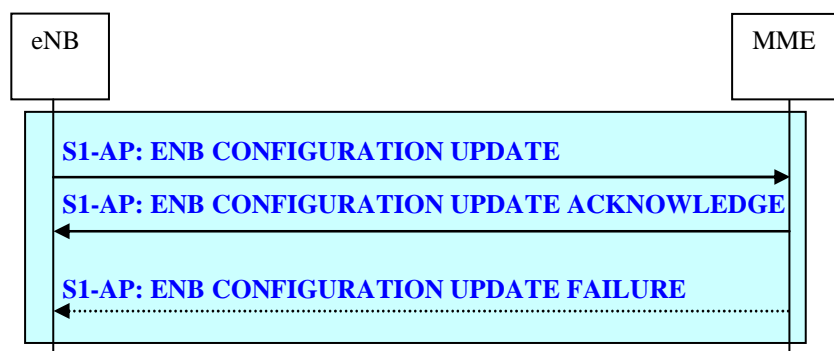 eNB
MME
S1-AP: ENB CONFIGURATION UPDATE
S1-AP: ENB CONFIGURATION UPDATE ACKNOWLEDGE
S1-AP: ENB CONFIGURATION UPDATE FAILURE